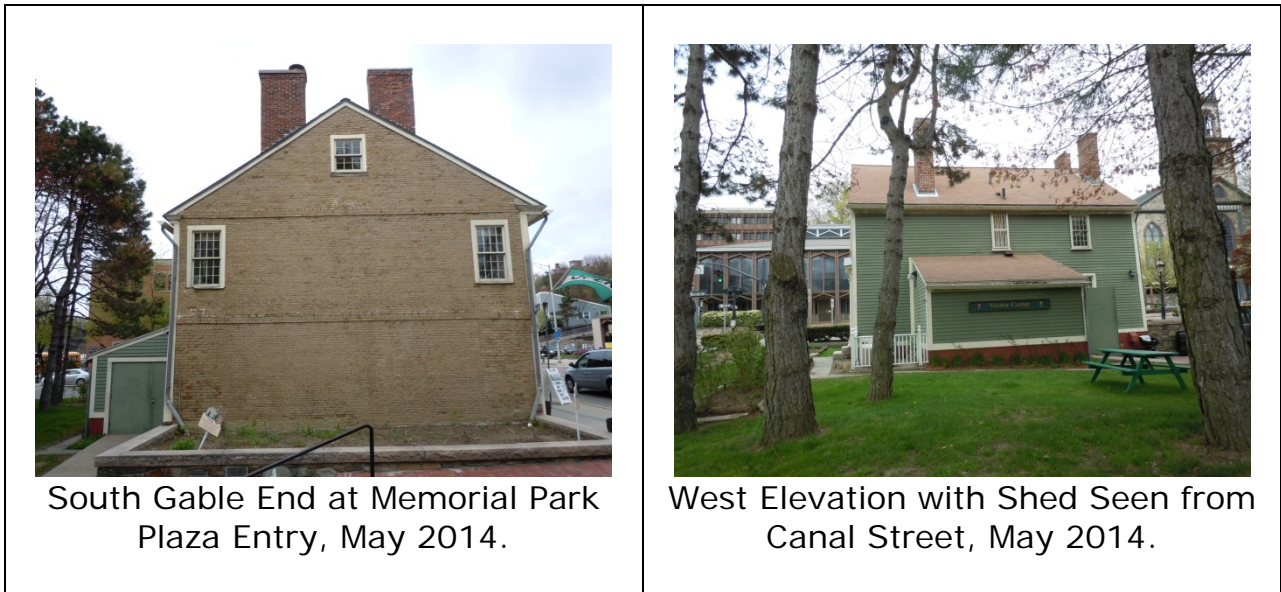 South Gable End at Memorial Park
Plaza Entry, May 2014.
Visitor Center
West Elevation with Shed Seen from
Canal Street, May 2014.